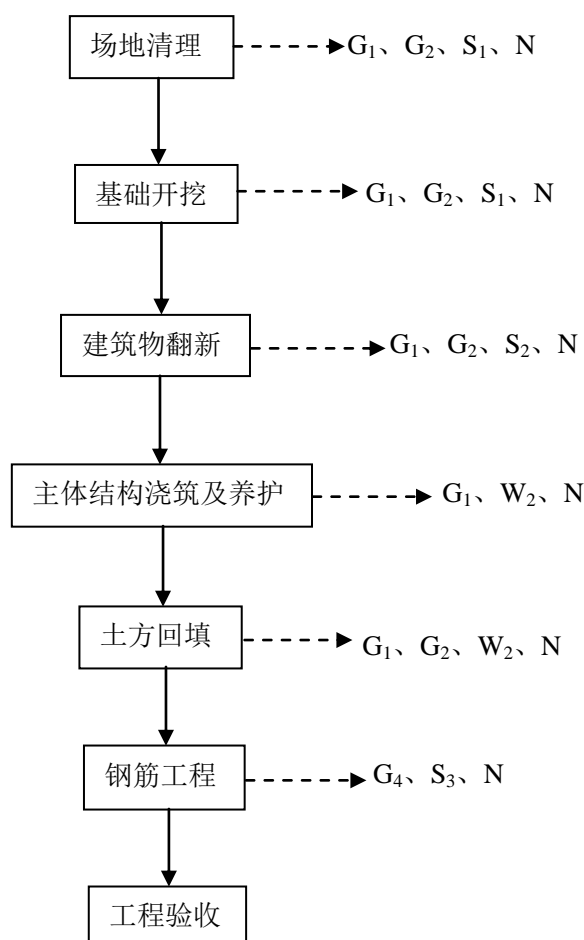 场地清理 G₁、G₂、S₁、N
基础开挖 G₁、G₂、S₁、N
建筑物翻新 G₁、G₂、S₂、N
主体结构浇筑及养护 G₁、W₂、N
土方回填 G₁、G₂、W₂、N
钢筋工程 G₄、S₃、N
工程验收